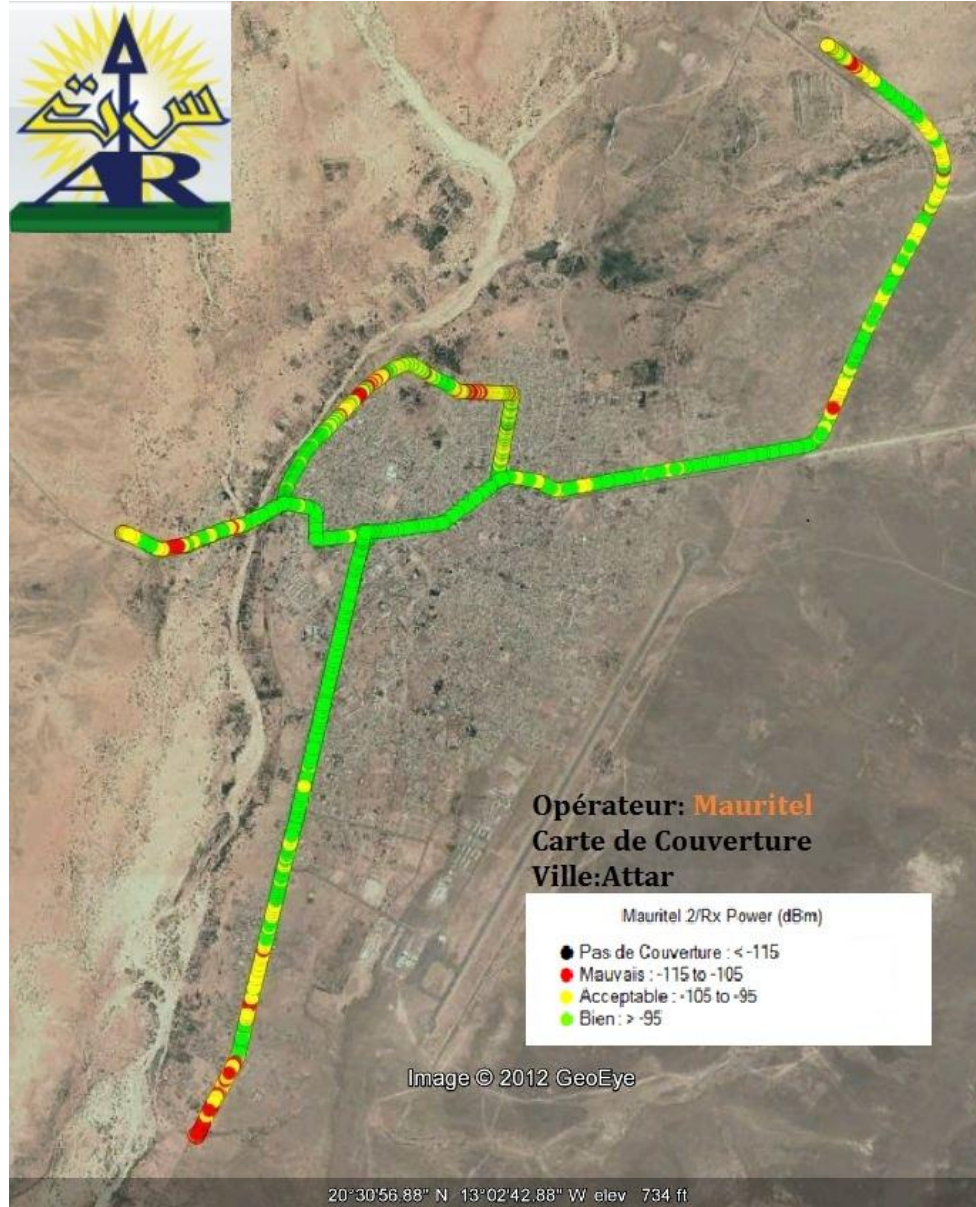 AR
Opérateur: Mauritel
Carte de Couverture
Ville:Attar
Mauritel 2/Rx Power (dBm)
Pas de Couverture : < -115
Mauvais : -115 to -105
Acceptable : -105 to -95
Bien : > -95
Image © 2012 GeoEye
20°30'56.88" N 13°02'42.88" W elev 734 ft